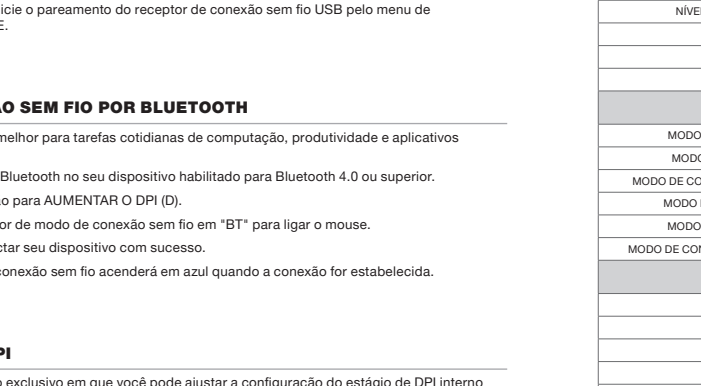 icie o pareamento do receptor de conexão sem fio USB pelo menu de
E.
ÃO SEM FIO POR BLUETOOTH
melhor para tarefas cotidianas de computação, produtividade e aplicativos
Bluetooth no seu dispositivo habilitado para Bluetooth 4.0 ou superior.
ão para AUMENTAR O DPI (D).
or de modo de conexão sem fio em "BT" para ligar o mouse.
ctar seu dispositivo com sucesso.
conexão sem fio acenderá em azul quando a conexão for estabelecida.
PI
o exclusivo em que você pode ajustar a configuração do estágio de DPI interno
NÍVE
MODO
MODO
MODO DE CO
MODO
MODO
MODO DE CON